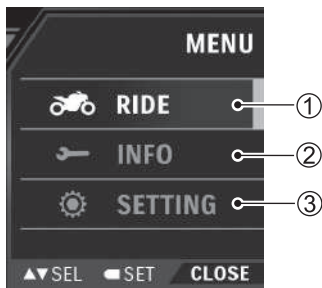 MENU
RIDE ①
INFO ②
SETTING ③
▲▼SEL SET CLOSE